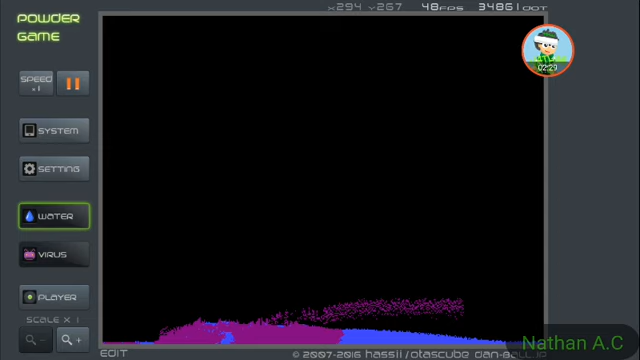 POWDER
GAME
X294 Y267 48FPS 34861DOT
02:29
SPEED
x1
SYSTEM
SETTING
WATER
VIRUS
PLAYER
SCALE X 1
EDIT
Nathan A.C
© 2007-2016 HASSII/OTASCUBE DAN-BALL.JP